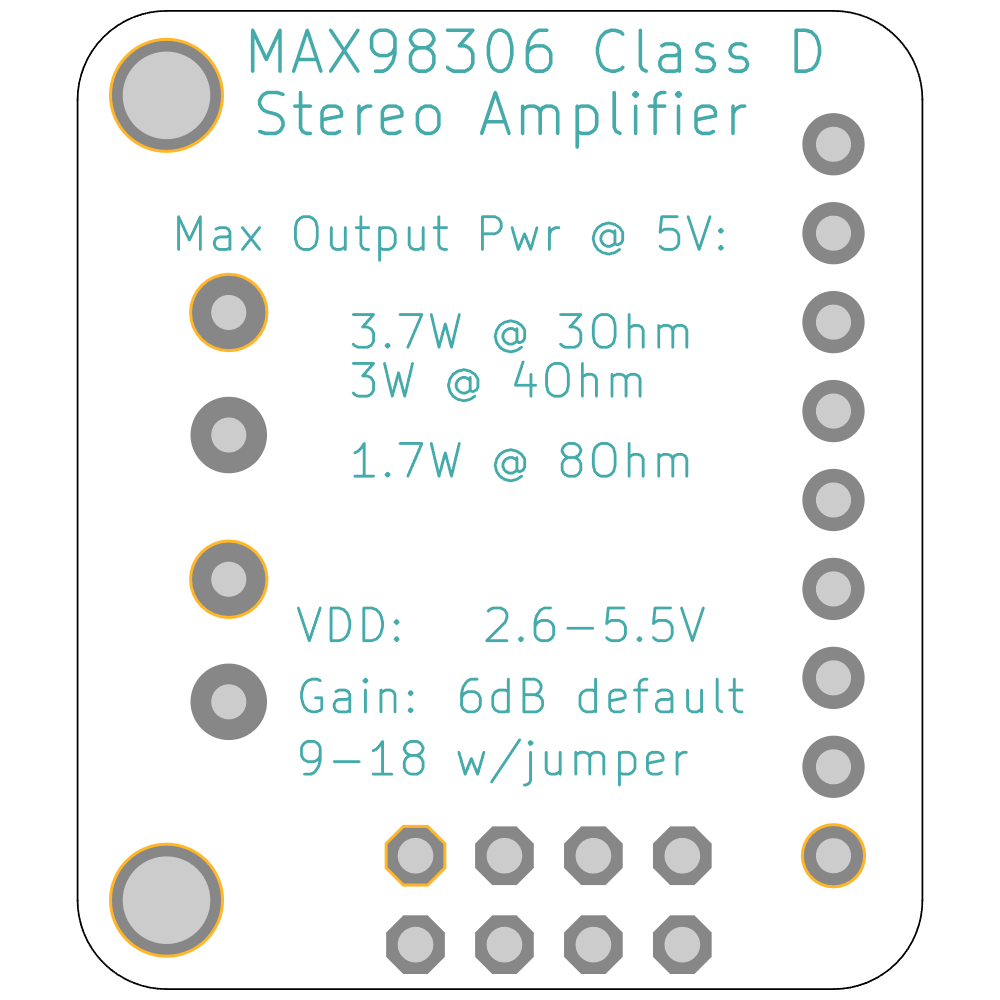 MAX98306 Class D
Stereo Amplifier
Max Output Pwr @ 5V:
3.7W @ 3Ohm
3W @ 4Ohm
1.7W @ 8Ohm
VDD: 2.6-5.5V
Gain: 6dB default
9-18 w/jumper